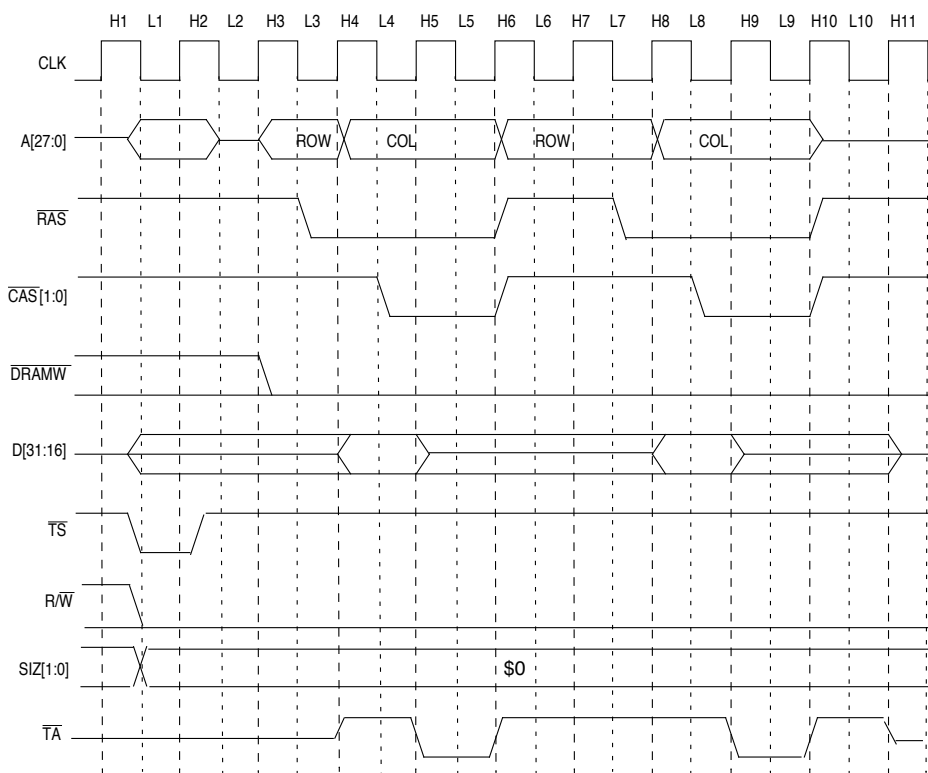 H1 L1 H2 L2 H3 L3 H4 L4 H5 L5 H6 L6 H7 L7 H8 L8 H9 L9 H10 L10 H11
CLK
A[27:0] ROW COL ROW COL
RAS
CAS[1:0]
DRAMW
D[31:16]
TS
R/W
SIZ[1:0] $0
TA